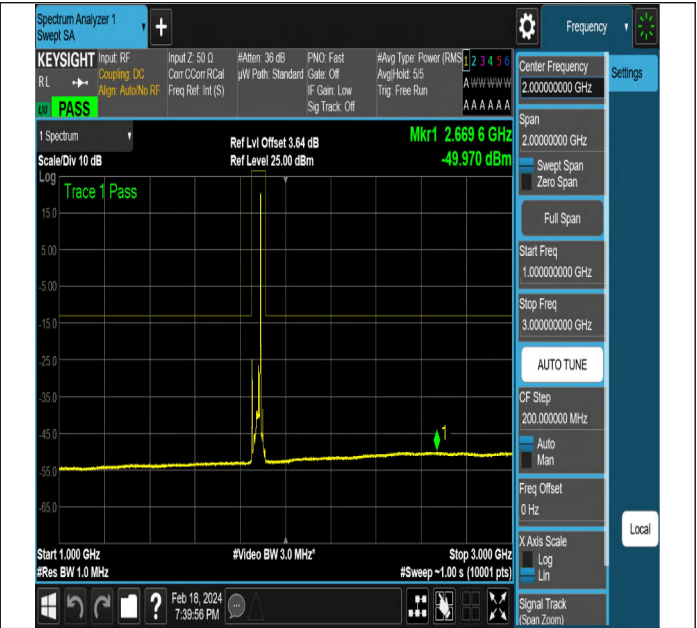 Spectrum Analyzer 1
Swept SA
+
Frequency
KEYSIGHT
RL
LXI
PASS
Input: RF
Coupling: DC
Align: Auto/No RF
Input Z: 50 Ω
Corr CCorr RCal
Freq Ref: Int (S)
#Atten: 36 dB
µW Path: Standard
PNO: Fast
Gate: Off
IF Gain: Low
Sig Track: Off
#Avg Type: Power (RMS
Avg|Hold: 5/5
Trig: Free Run
1 2 3 4 5 6
A W W W W W
A A A A A A
1 Spectrum
Scale/Div 10 dB
Ref Lvl Offset 3.64 dB
Ref Level 25.00 dBm
Mkr1 2.669 6 GHz
-49.970 dBm
Log
Trace 1 Pass
15.0
5.00
-5.00
-15.0
-25.0
-35.0
-45.0
-55.0
-65.0
1
Start 1.000 GHz
#Res BW 1.0 MHz
#Video BW 3.0 MHz*
Stop 3.000 GHz
#Sweep ~1.00 s (10001 pts)
?
Feb 18, 2024
7:39:56 PM
Center Frequency
2.000000000 GHz
Settings
Span
2.00000000 GHz
Swept Span
Zero Span
Full Span
Start Freq
1.000000000 GHz
Stop Freq
3.000000000 GHz
AUTO TUNE
CF Step
200.000000 MHz
Auto
Man
Freq Offset
0 Hz
Local
X Axis Scale
Log
Lin
Signal Track
(Span Zoom)